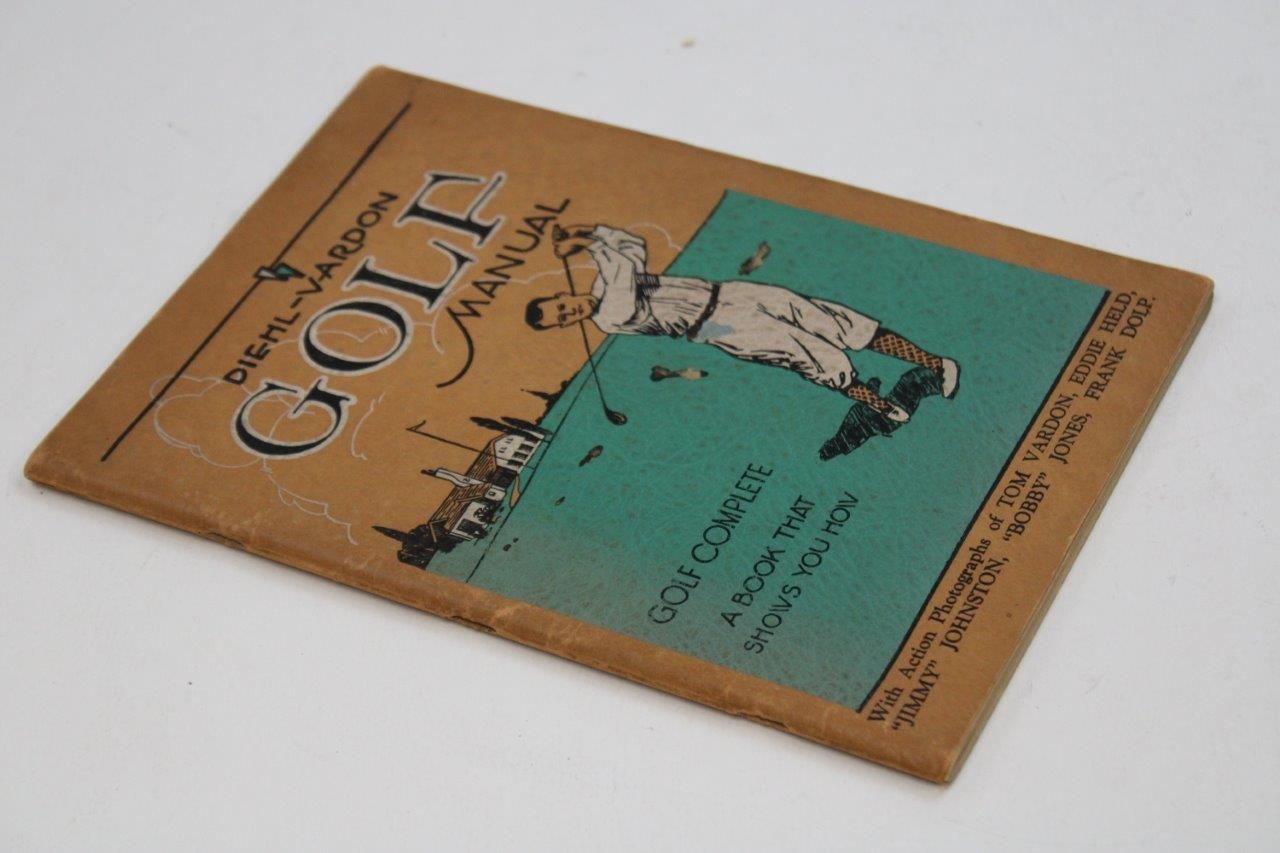 DIEHL-VARDON
GOLF
MANUAL
GOLF COMPLETE
A BOOK THAT
SHOWS YOU HOW
With Action Photographs of TOM VARDON, EDDIE HELD,
"JIMMY" JOHNSTON, "BOBBY" JONES, FRANK DOLP.